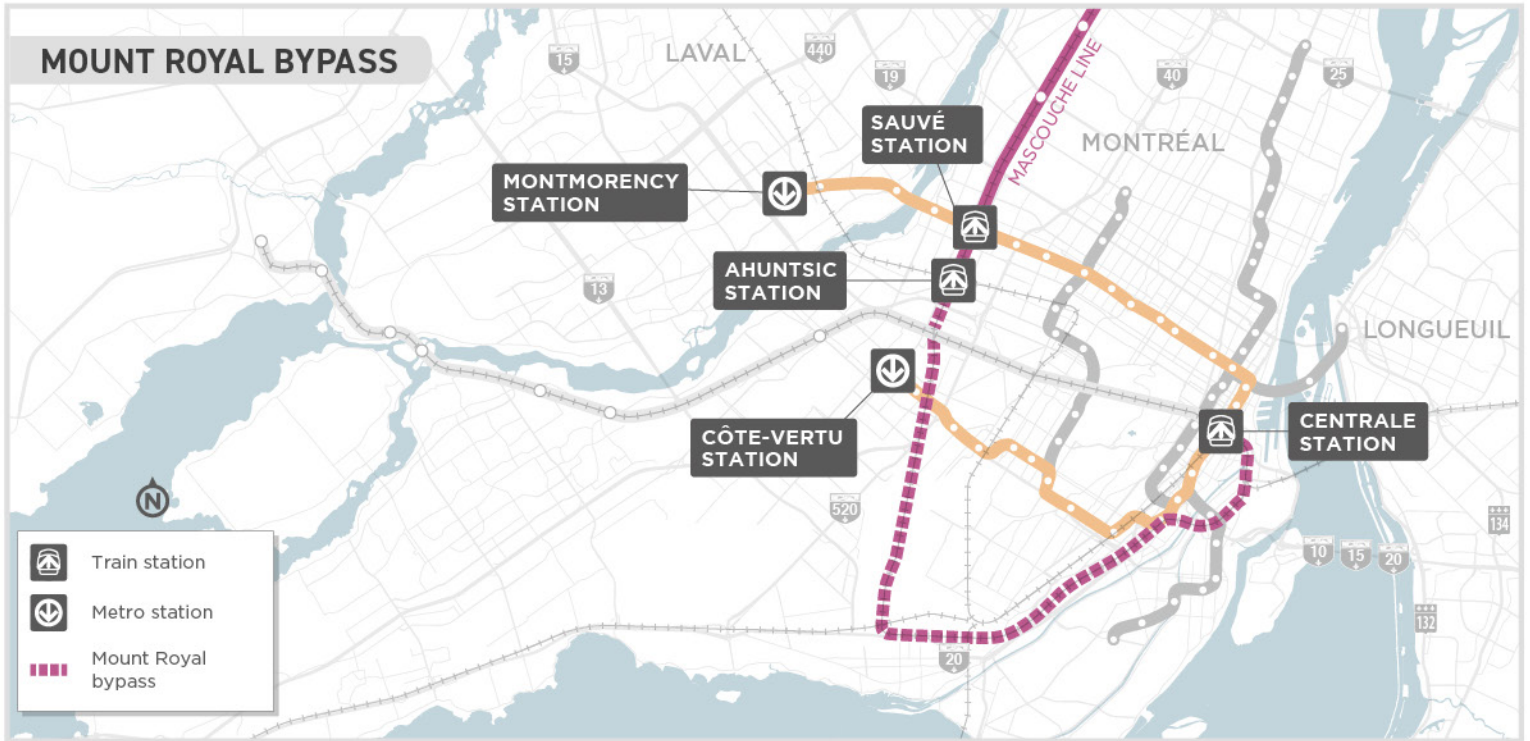 MOUNT ROYAL BYPASS
LAVAL
15
440
19
40
25
MASCOUCHE LINE
SAUVÉ
STATION
MONTRÉAL
MONTMORENCY
STATION
AHUNTSIC
STATION
13
LONGUEUIL
CÔTE-VERTU
STATION
CENTRALE
STATION
N
520
134
10
15
20
132
20
Train station
Metro station
Mount Royal
bypass